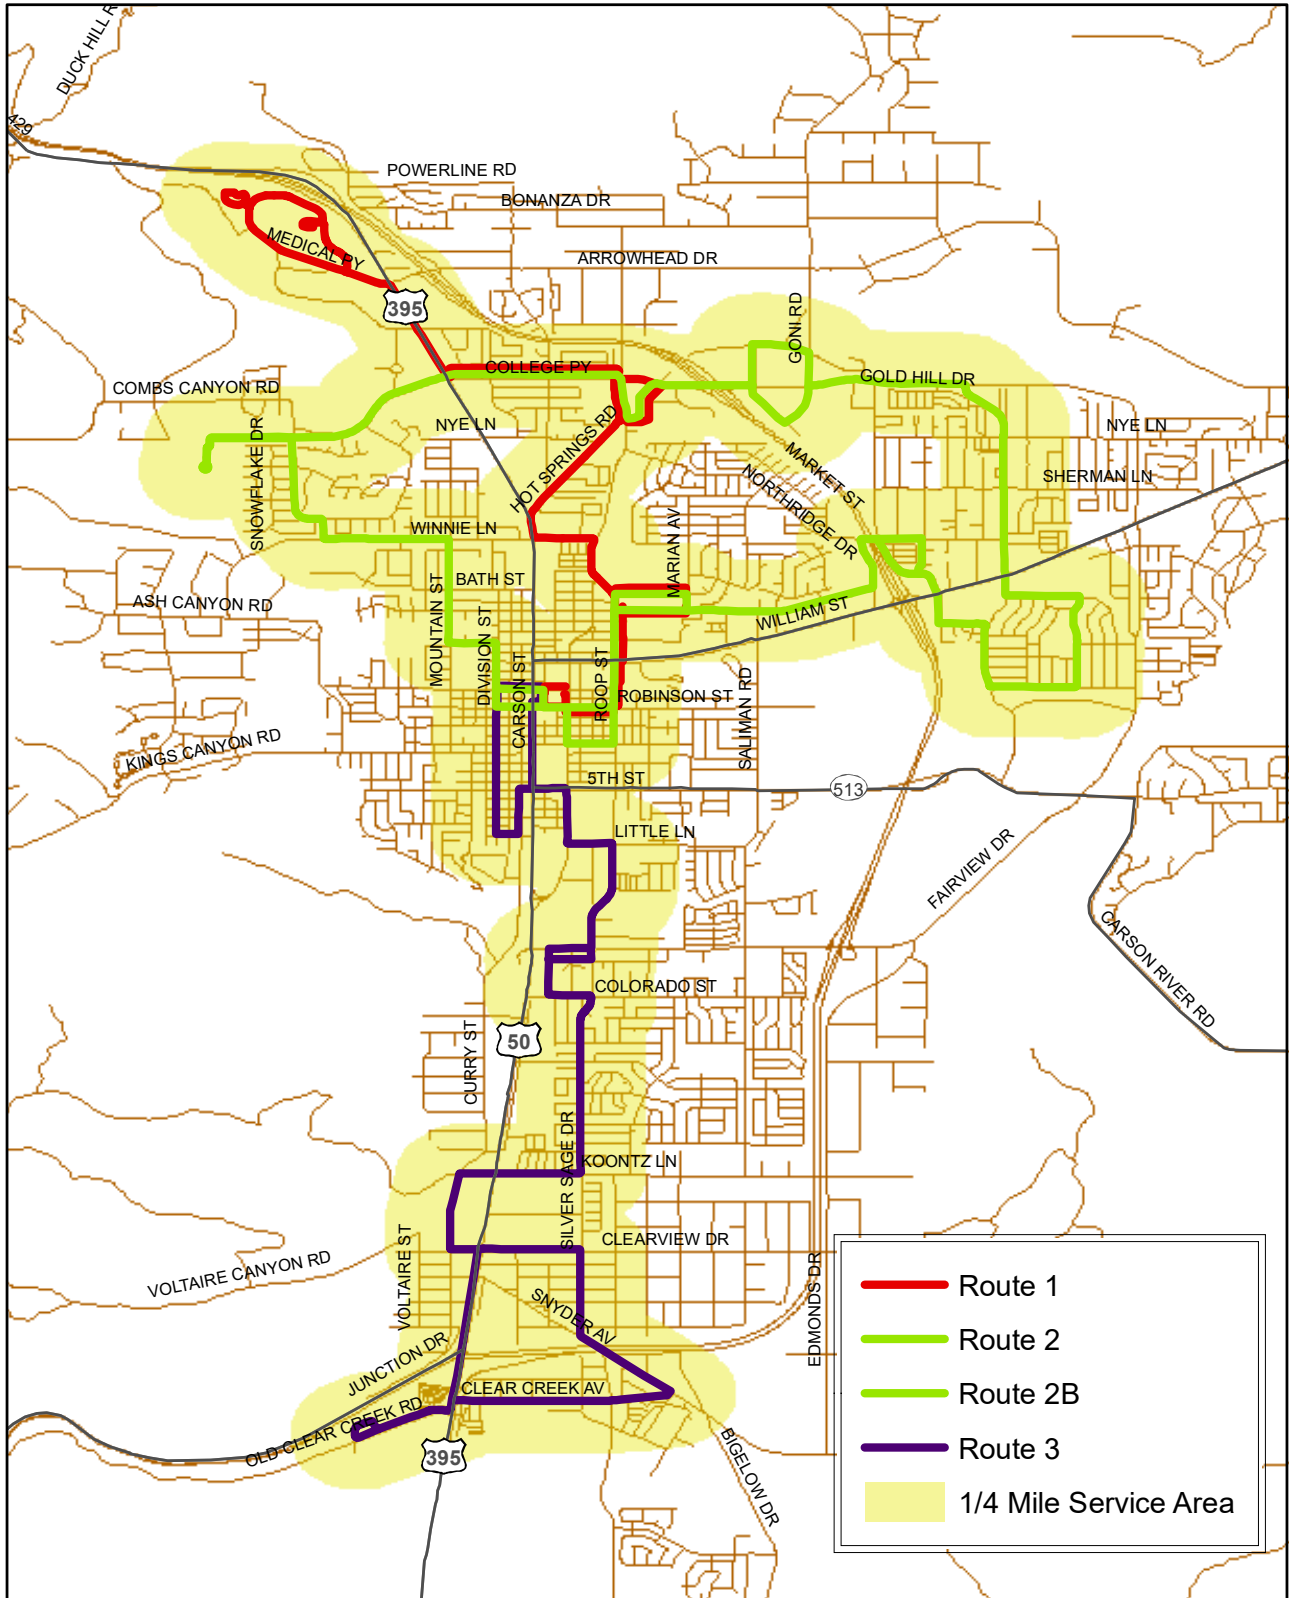 DUCK HILL R
429
POWERLINE RD
BONANZA DR
MEDICAL PY
ARROWHEAD DR
395
GONI RD
COLLEGE PY
GOLD HILL DR
COMBS CANYON RD
NYE LN
HOT SPRINGS RD
NYE LN
SNOWFLAKE DR
MARKET ST
SHERMAN LN
NORTHRIDGE DR
WINNIE LN
MARIAN AV
BATH ST
ASH CANYON RD
MOUNTAIN ST
DIVISION ST
WILLIAM ST
CARSON ST
ROOP ST
ROBINSON ST
SALIMAN RD
KINGS CANYON RD
5TH ST
513
LITTLE LN
FAIRVIEW DR
CARSON RIVER RD
COLORADO ST
CURRY ST
50
SILVER SAGE DR
KOONTZ LN
VOLTAIRE ST
CLEARVIEW DR
VOLTAIRE CANYON RD
EDMONDS DR
SNYDER AV
JUNCTION DR
CLEAR CREEK AV
OLD CLEAR CREEK RD
395
BIGELOW DR
Route 1
Route 2
Route 2B
Route 3
1/4 Mile Service Area